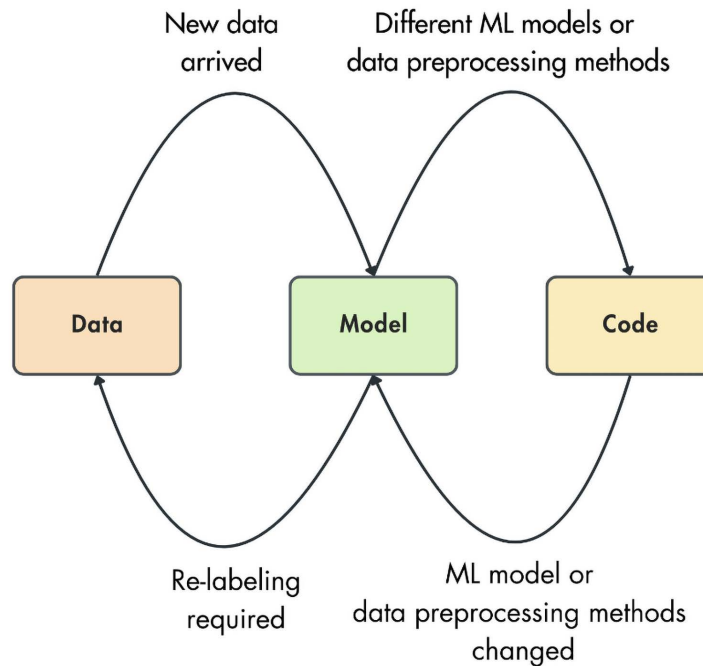 New data
arrived
Different ML models or
data preprocessing methods
Data
Model
Code
Re-labeling
required
ML model or
data preprocessing methods
changed